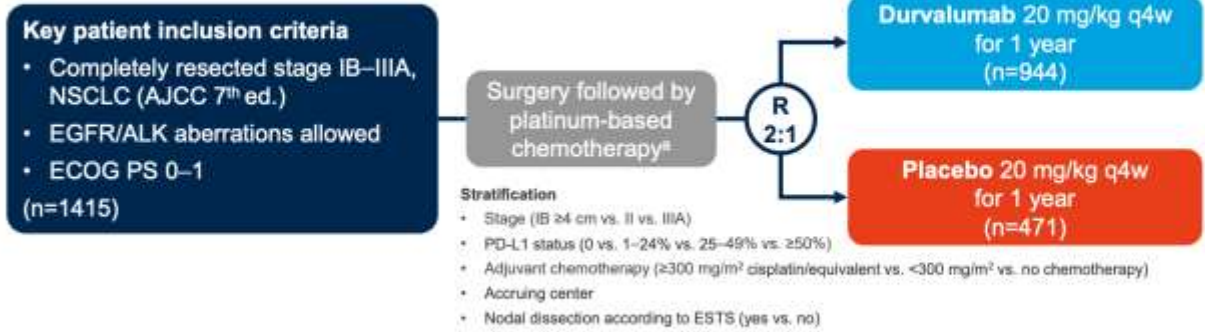 Key patient inclusion criteria
• Completely resected stage IB–IIIA,
NSCLC (AJCC 7th ed.)
• EGFR/ALK aberrations allowed
• ECOG PS 0–1
(n=1415)
Surgery followed by
platinum-based
chemotherapyª
R
2:1
Durvalumab 20 mg/kg q4w
for 1 year
(n=944)
Placebo 20 mg/kg q4w
for 1 year
(n=471)
Stratification
• Stage (IB ≥4 cm vs. II vs. IIIA)
• PD-L1 status (0 vs. 1–24% vs. 25–49% vs. ≥50%)
• Adjuvant chemotherapy (≥300 mg/m² cisplatin/equivalent vs. <300 mg/m² vs. no chemotherapy)
• Accruing center
• Nodal dissection according to ESTS (yes vs. no)